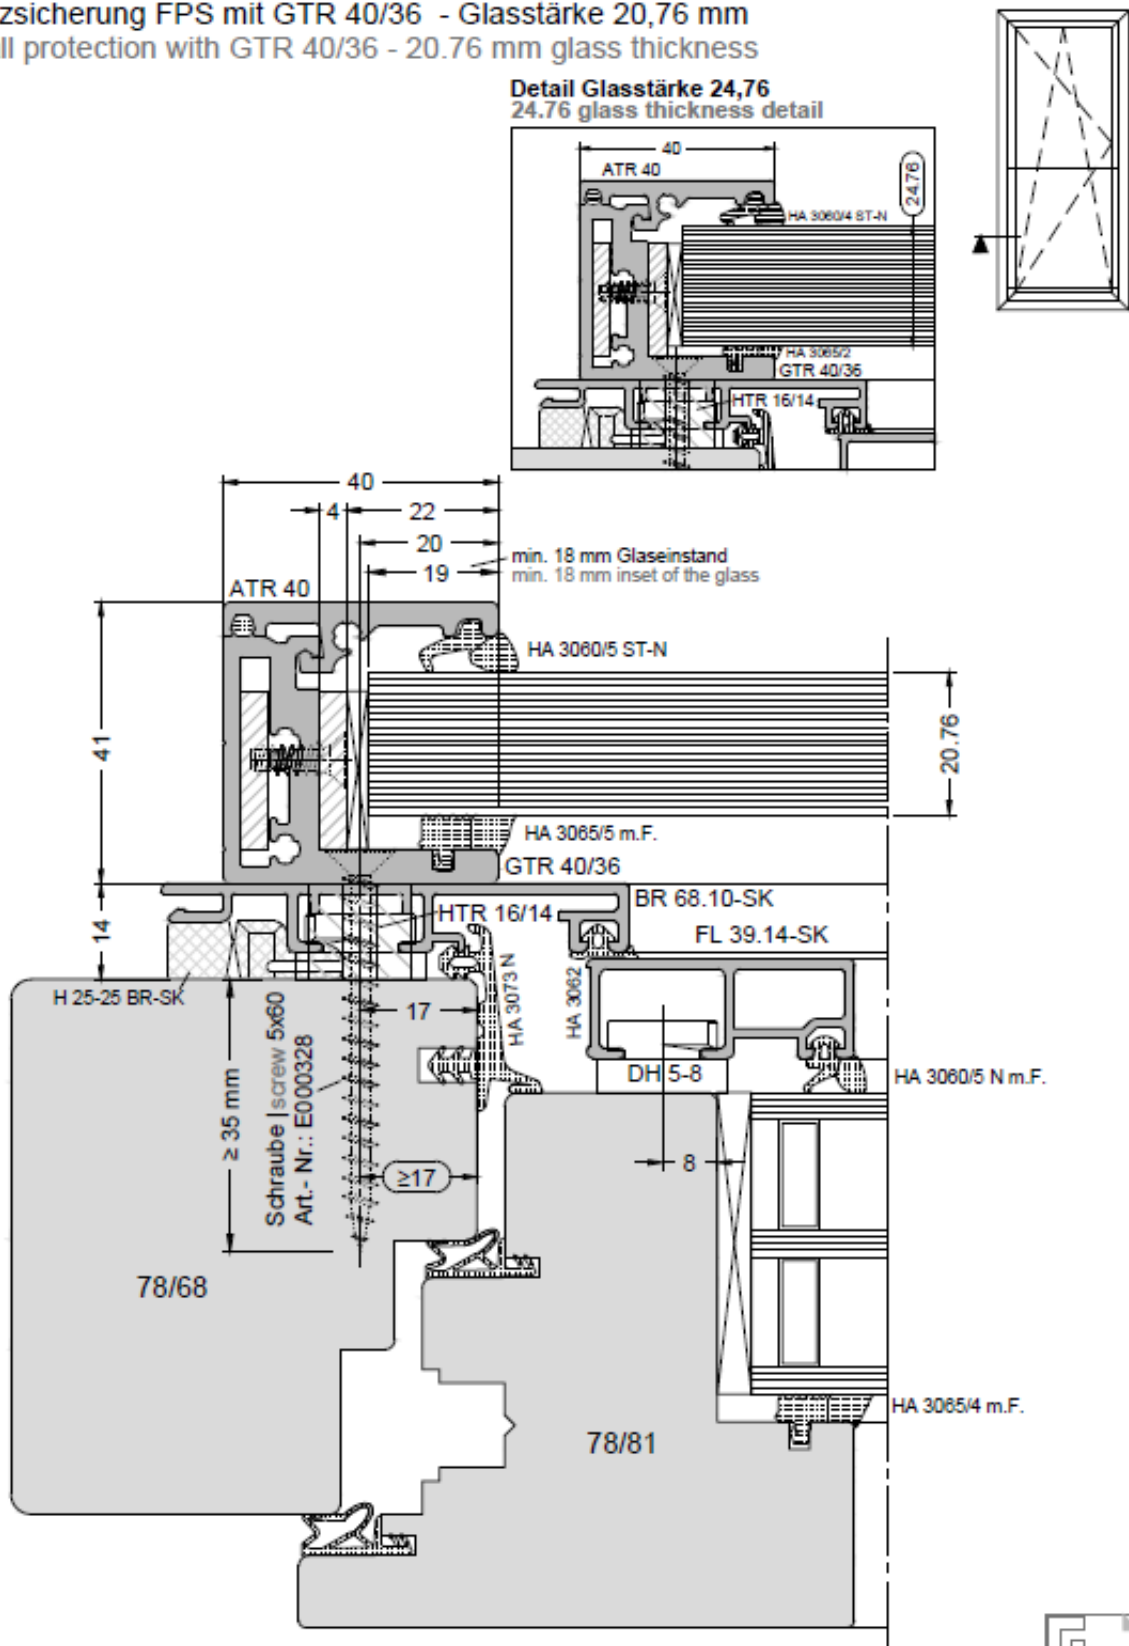 zsicherung FPS mit GTR 40/36 - Glasstärke 20,76 mm
ll protection with GTR 40/36 - 20.76 mm glass thickness
Detail Glasstärke 24,76
24.76 glass thickness detail
40
ATR 40
24.76
HA 3060/4 ST-N
HA 3065/2
GTR 40/36
HTR 16/14
40
4
22
20
19
min. 18 mm Glaseinstand
min. 18 mm inset of the glass
ATR 40
HA 3060/5 ST-N
41
20.76
HA 3065/5 m.F.
GTR 40/36
14
HTR 16/14
BR 68.10-SK
FL 39.14-SK
H 25-25 BR-SK
17
HA 3073 N
HA 3062
≥ 35 mm
Schraube | screw 5x60
Art.- Nr.: E000328
DH 5-8
HA 3060/5 N m.F.
8
≥17
78/68
HA 3065/4 m.F.
78/81